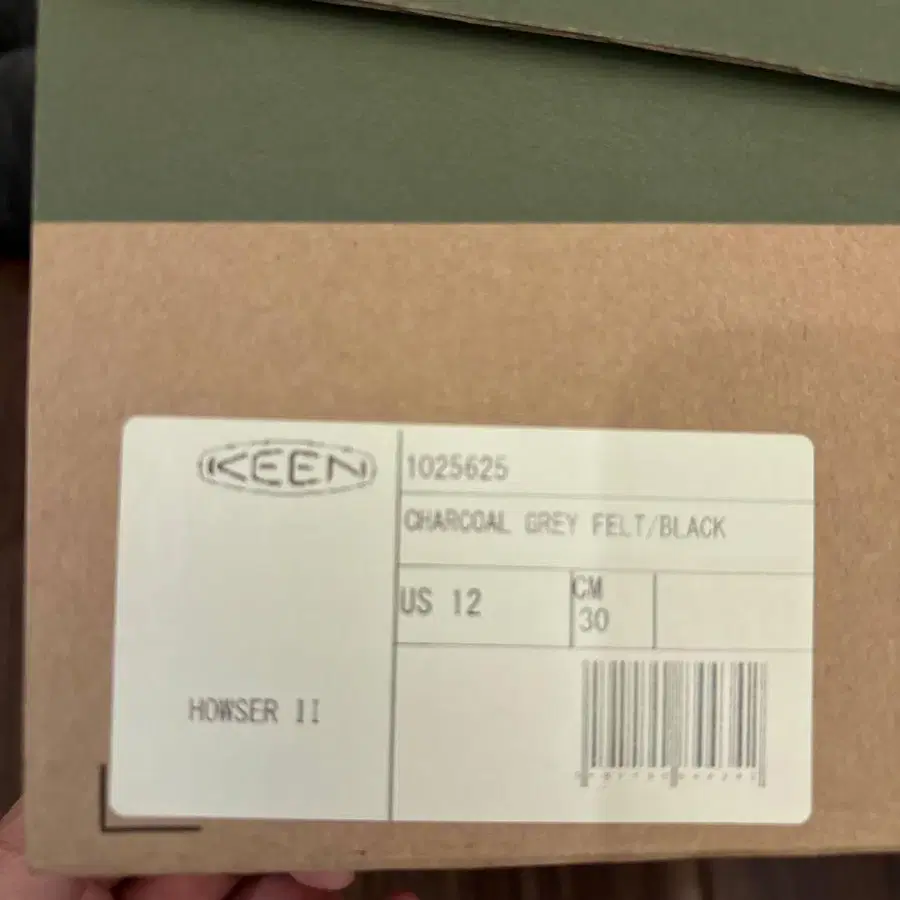 KEEN
1025625
CHARCOAL GREY FELT/BLACK
US 12
CM
30
HOWSER II